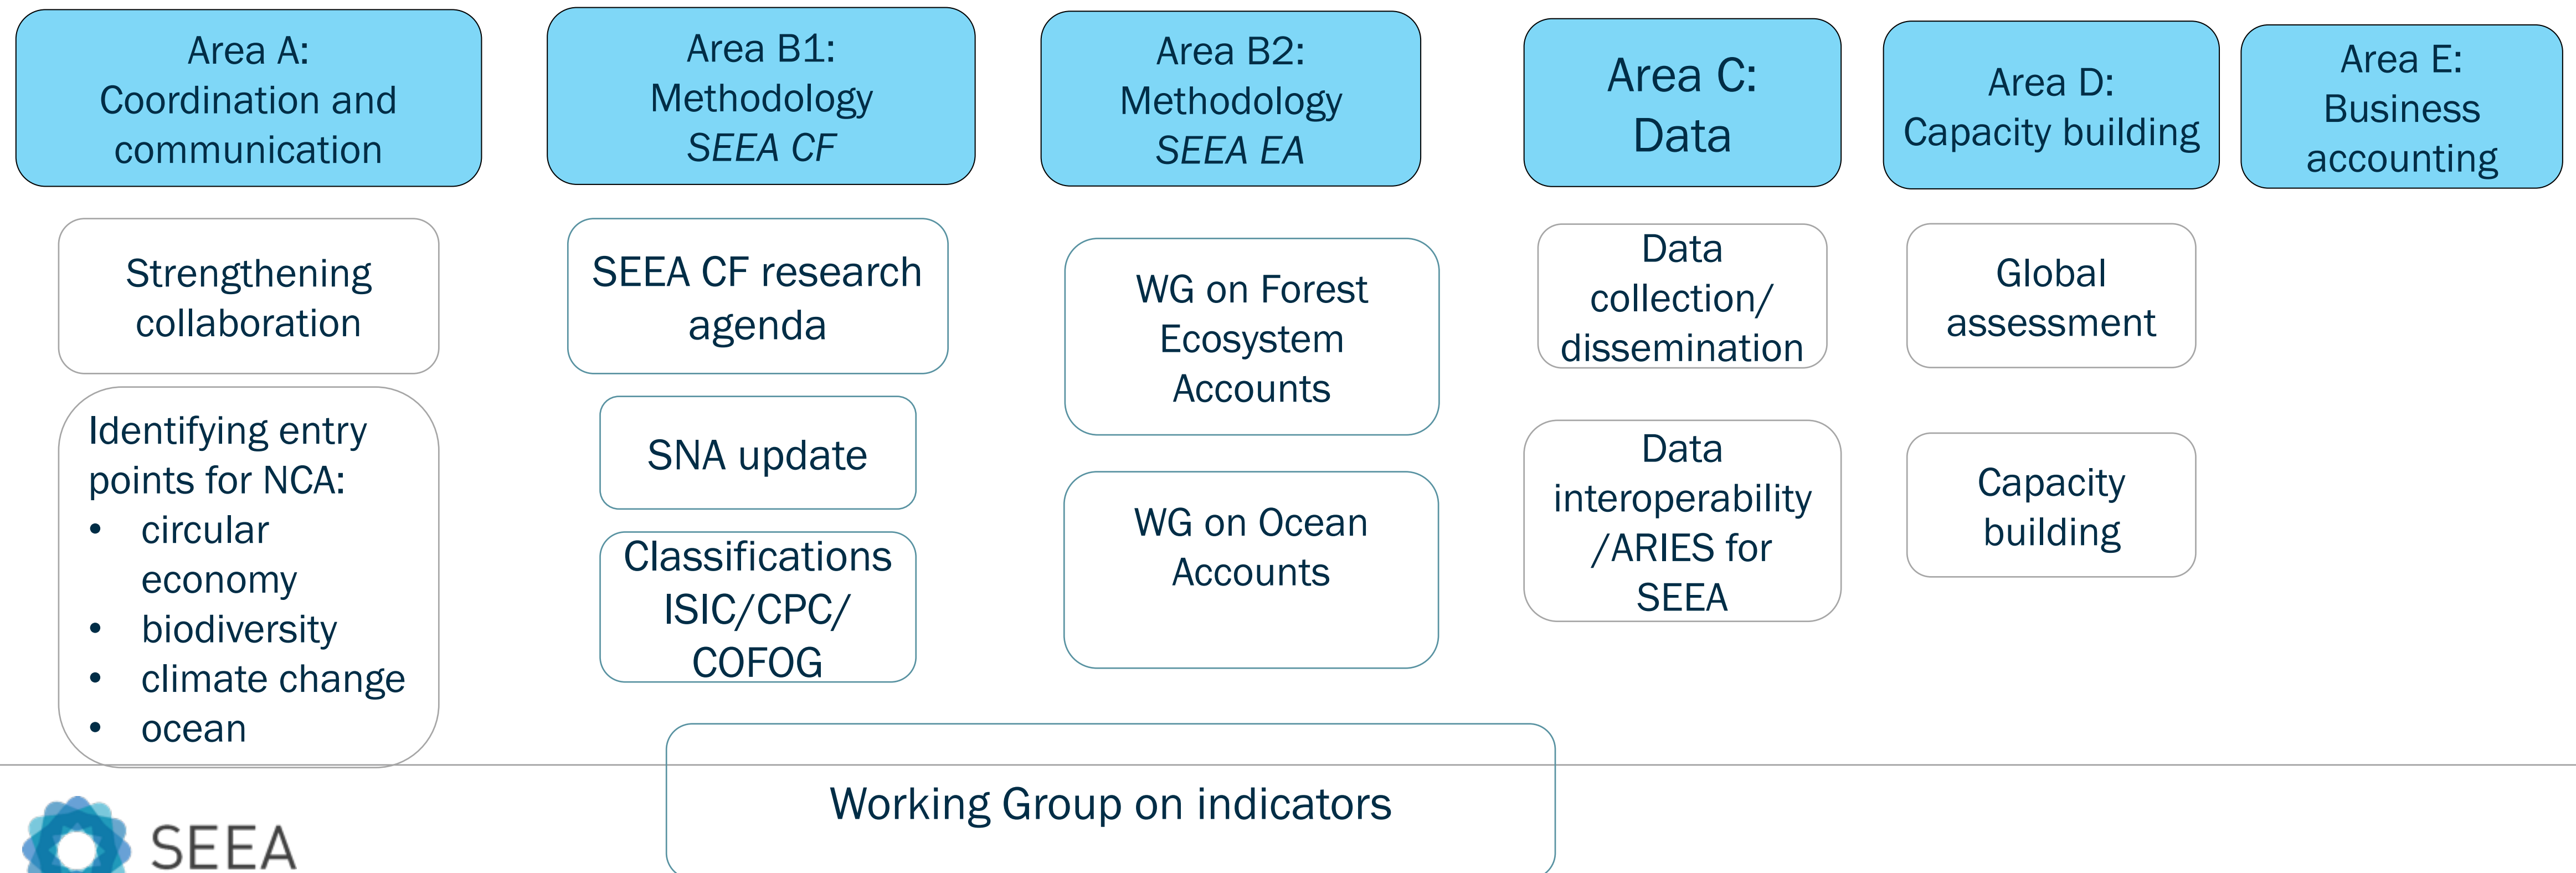 Area A:
Coordination and
communication
Area B1:
Methodology
SEEA CF
Area B2:
Methodology
SEEA EA
Area C:
Data
Area D:
Capacity building
Area E:
Business
accounting
Strengthening
collaboration
Identifying entry
points for NCA:
• circular
economy
• biodiversity
• climate change
• ocean
SEEA CF research
agenda
SNA update
Classifications
ISIC/CPC/
COFOG
WG on Forest
Ecosystem
Accounts
WG on Ocean
Accounts
Data
collection/
dissemination
Data
interoperability
/ARIES for
SEEA
Global
assessment
Capacity
building
Working Group on indicators
SEEA